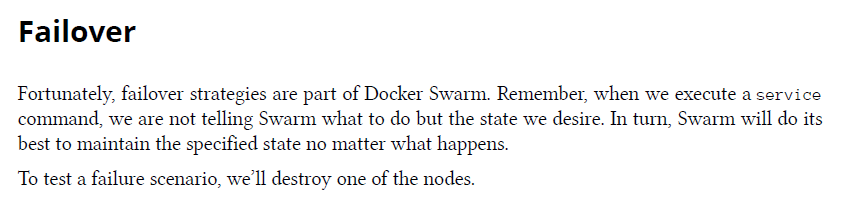 Failover
Fortunately, failover strategies are part of Docker Swarm. Remember, when we execute a service
command, we are not telling Swarm what to do but the state we desire. In turn, Swarm will do its
best to maintain the specified state no matter what happens.
To test a failure scenario, we’ll destroy one of the nodes.